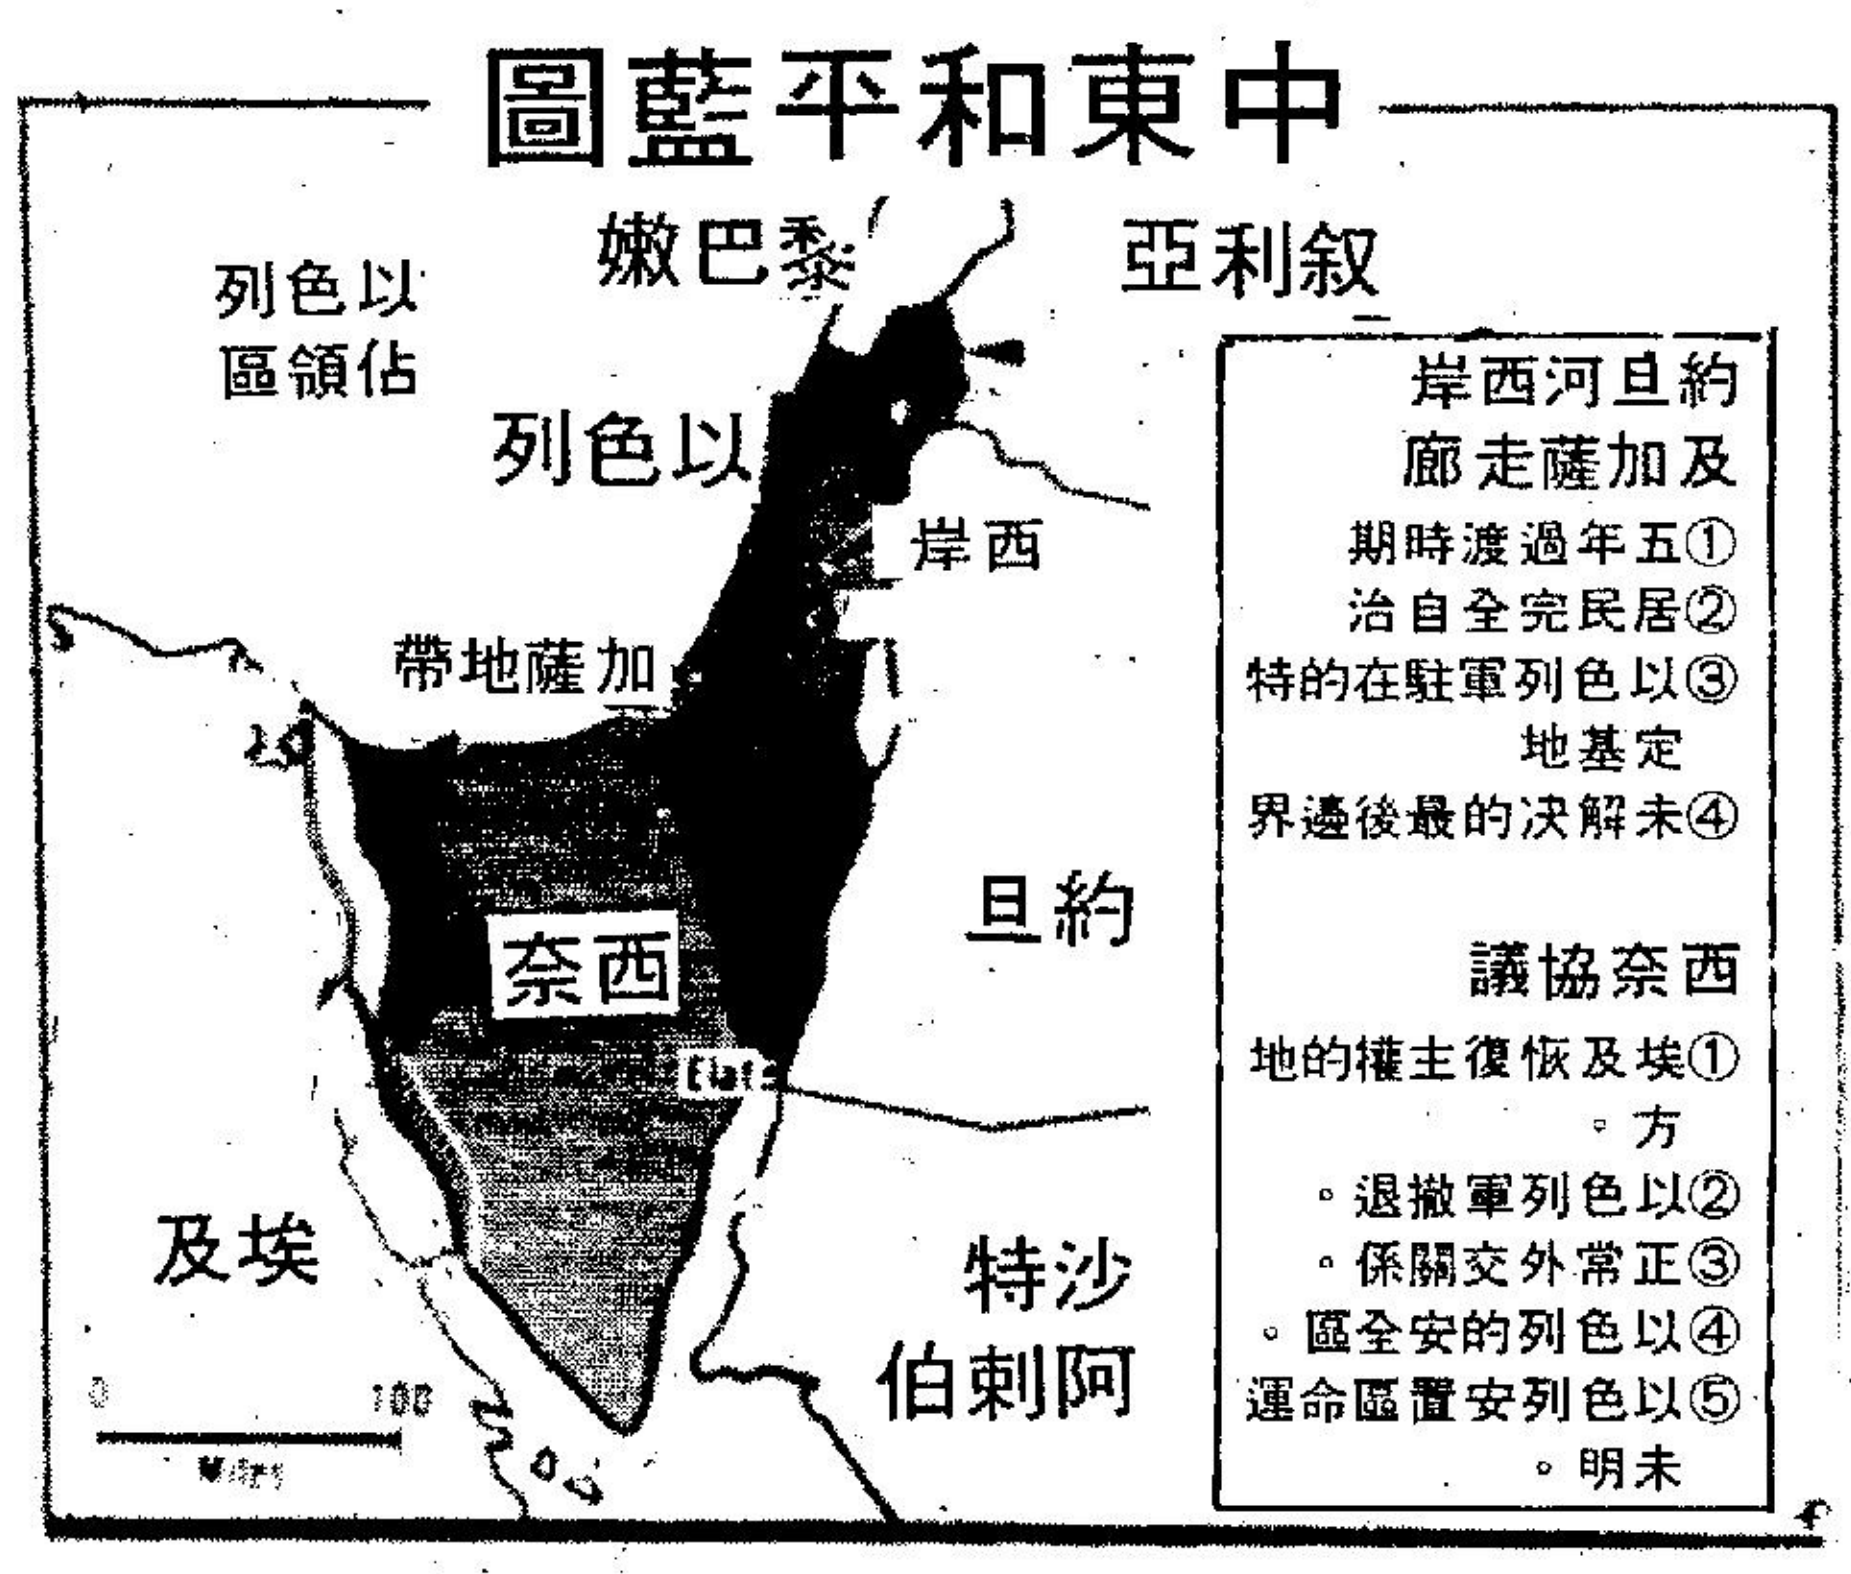 中東和平藍圖
黎巴嫩
叙利亞
以色列
佔領區
以色列
西岸
加薩地帶
西奈
Elat
約旦
埃及
沙特
阿剌伯
0 100
Miles
約旦河西岸
及加薩走廊
①五年過渡時期
②居民完全自治
③以色列軍駐在的特
定基地
④未解決的最後邊界
西奈協議
①埃及恢復主權的地
方。
②以色列軍撤退。
③正常外交關係。
④以色列的安全區。
⑤以色列安置區命運
未明。